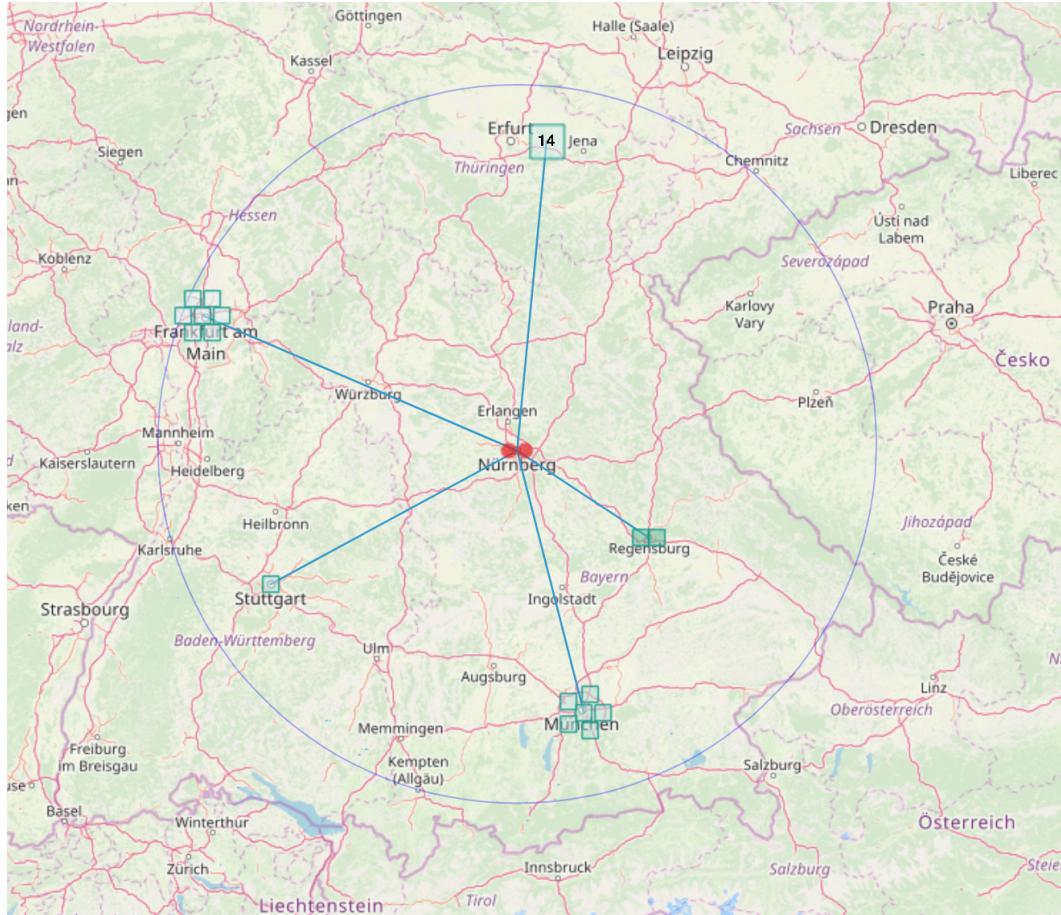 Göttingen
Nordrhein-
Westfalen
Halle (Saale)
Leipzig
Kassel
gen
Erfurt
14
Jena
Sachsen
Dresden
Siegen
Thüringen
Chemnitz
Liberec
Hessen
Ústí nad
Labem
Koblenz
Severozápad
Karlovy
Vary
Praha
Frankfurt am
Main
Česko
Würzburg
Plzeň
Erlangen
Mannheim
Nürnberg
Kaiserslautern
Heidelberg
ken
Heilbronn
Jihozápad
Karlsruhe
Regensburg
České
Budějovice
Bayern
Stuttgart
Ingolstadt
Strasbourg
Baden-Württemberg
Ulm
Augsburg
Linz
Oberösterreich
München
Memmingen
Freiburg
im Breisgau
Kempten
(Allgäu)
Salzburg
Basel
Winterthur
Österreich
Zürich
Innsbruck
Salzburg
Steie
Tirol
Liechtenstein